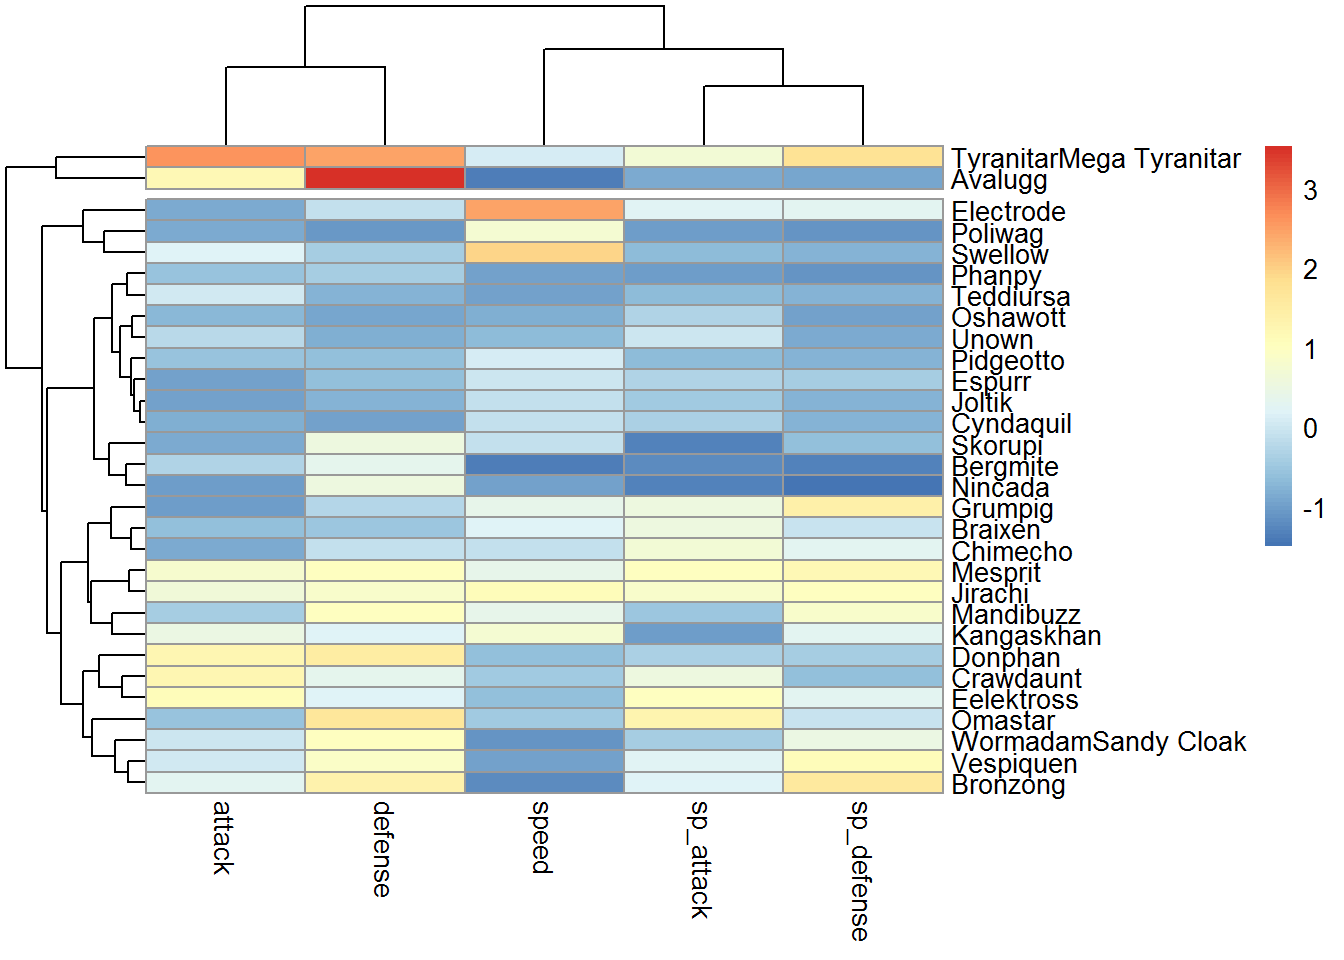 TyranitarMega Tyranitar
Avalugg
Electrode
Poliwag
Swellow
Phanpy
Teddiursa
Oshawott
Unown
Pidgeotto
Espurr
Joltik
Cyndaquil
Skorupi
Bergmite
Nincada
Grumpig
Braixen
Chimecho
Mesprit
Jirachi
Mandibuzz
Kangaskhan
Donphan
Crawdaunt
Eelektross
Omastar
WormadamSandy Cloak
Vespiquen
Bronzong
3
2
1
0
-1
attack
defense
speed
sp_attack
sp_defense